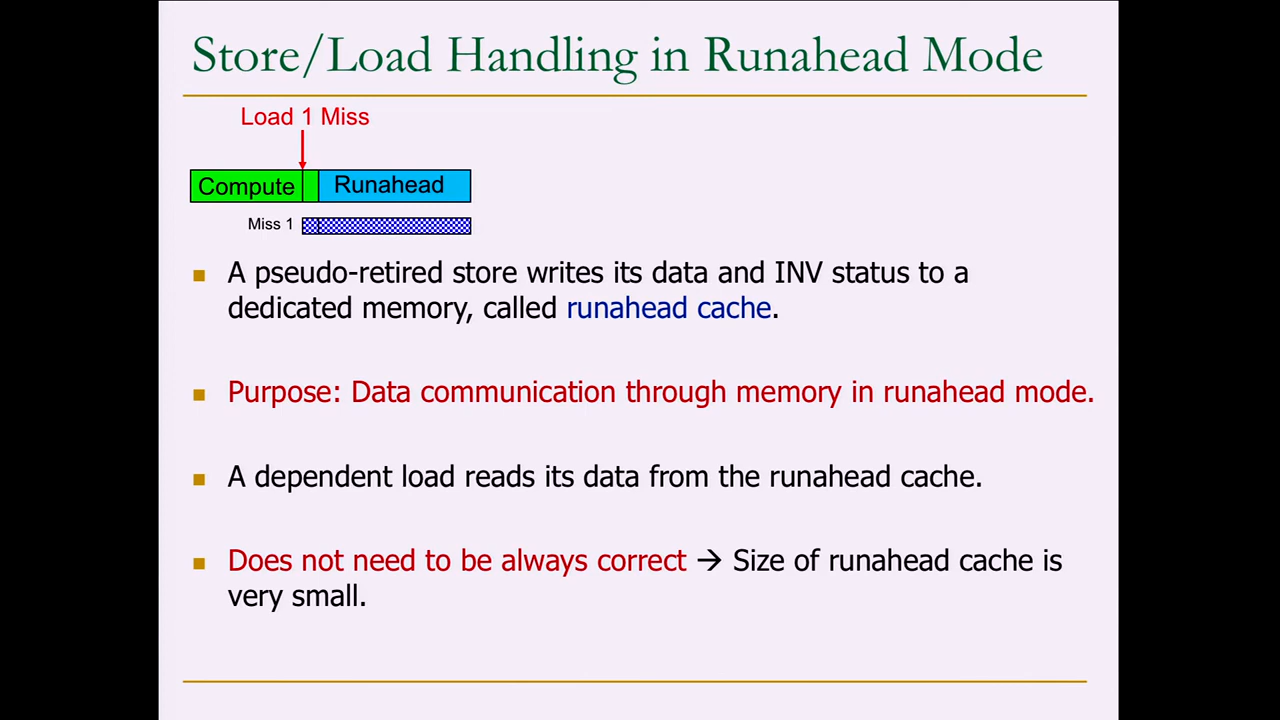 Store/Load Handling in Runahead Mode
Load 1 Miss
Compute Runahead
Miss 1
A pseudo-retired store writes its data and INV status to a
dedicated memory, called runahead cache.
Purpose: Data communication through memory in runahead mode.
A dependent load reads its data from the runahead cache.
Does not need to be always correct → Size of runahead cache is
very small.